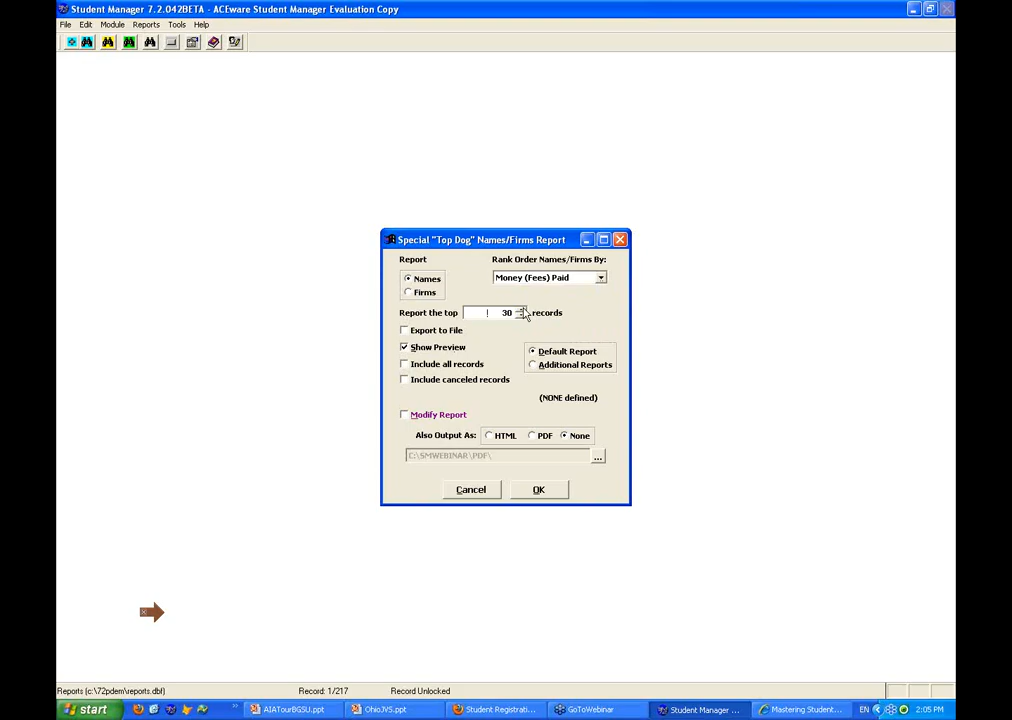 Student Manager 7.2.042BETA - ACEware Student Manager Evaluation Copy
File Edit Module Reports Tools Help
Special "Top Dog" Names/Firms Report
Report
Rank Order Names/Firms By:
Names
Firms
Money (Fees) Paid
Report the top 30 records
Export to File
Show Preview
Include all records
Include canceled records
Default Report
Additional Reports
(NONE defined)
Modify Report
Also Output As: HTML PDF None
C:\SMWEBINAR\PDF\
...
Cancel OK
Reports (c:\72pdem\reports.dbf) Record: 1/217 Record Unlocked
start AIATourBGSU.ppt OhioJVS.ppt Student Registrati... GoToWebinar Student Manager ... Mastering Student... EN 2:05 PM